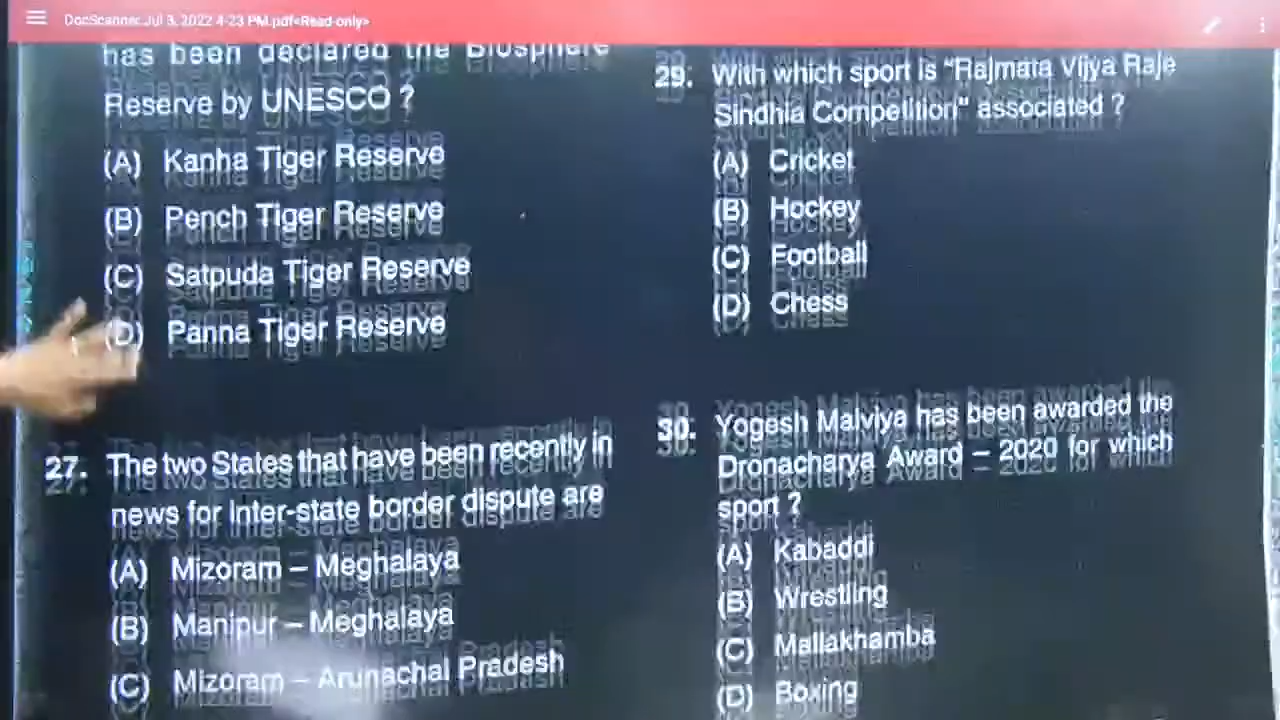 DocScanner Jul 3, 2022 4-23 PM.pdf<Read-only>
has been declared the Biosphere
Reserve by UNESCO ?
(A) Kanha Tiger Reserve
(B) Pench Tiger Reserve
(C) Satpuda Tiger Reserve
(D) Panna Tiger Reserve
27. The two States that have been recently in
news for inter-state border dispute are
(A) Mizoram – Meghalaya
(B) Manipur – Meghalaya
(C) Mizoram – Arunachal Pradesh
29. With which sport is "Rajmata Vijya Raje
Sindhia Competition" associated ?
(A) Cricket
(B) Hockey
(C) Football
(D) Chess
30. Yogesh Malviya has been awarded the
Dronacharya Award – 2020 for which
sport ?
(A) Kabaddi
(B) Wrestling
(C) Mallakhamba
(D) Boxing